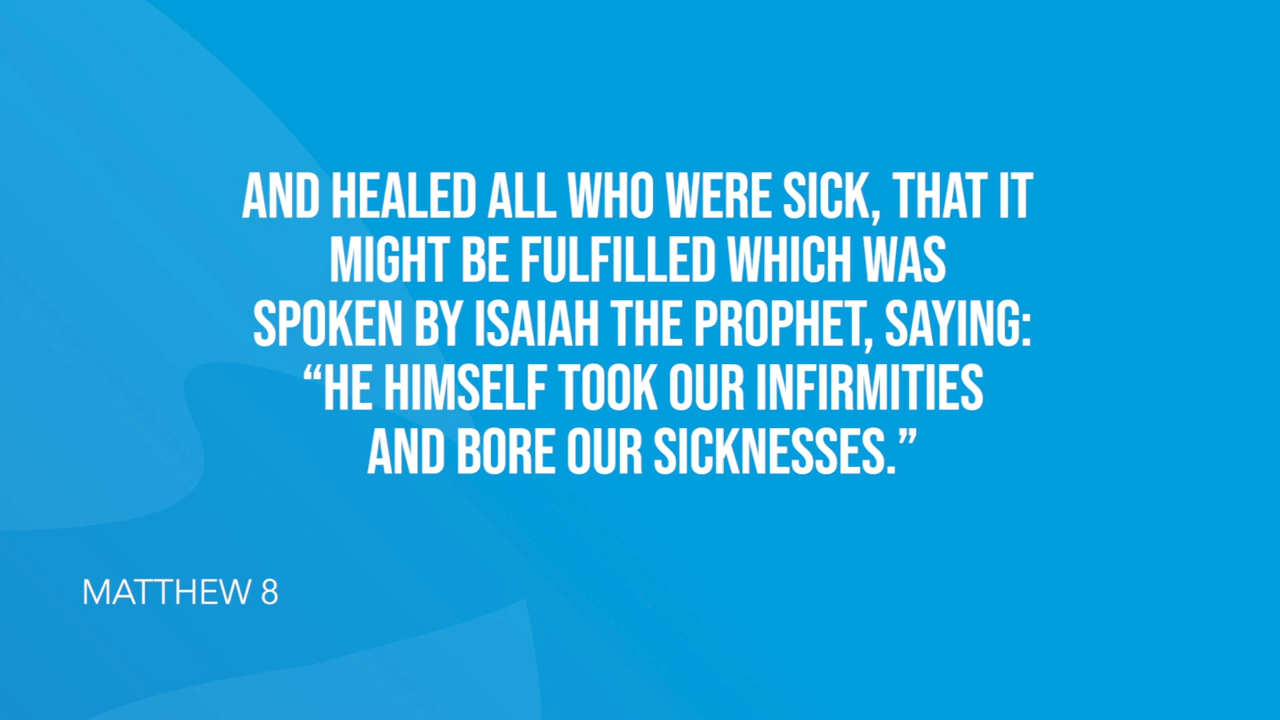 AND HEALED ALL WHO WERE SICK, THAT IT
MIGHT BE FULFILLED WHICH WAS
SPOKEN BY ISAIAH THE PROPHET, SAYING:
“HE HIMSELF TOOK OUR INFIRMITIES
AND BORE OUR SICKNESSES.”
MATTHEW 8